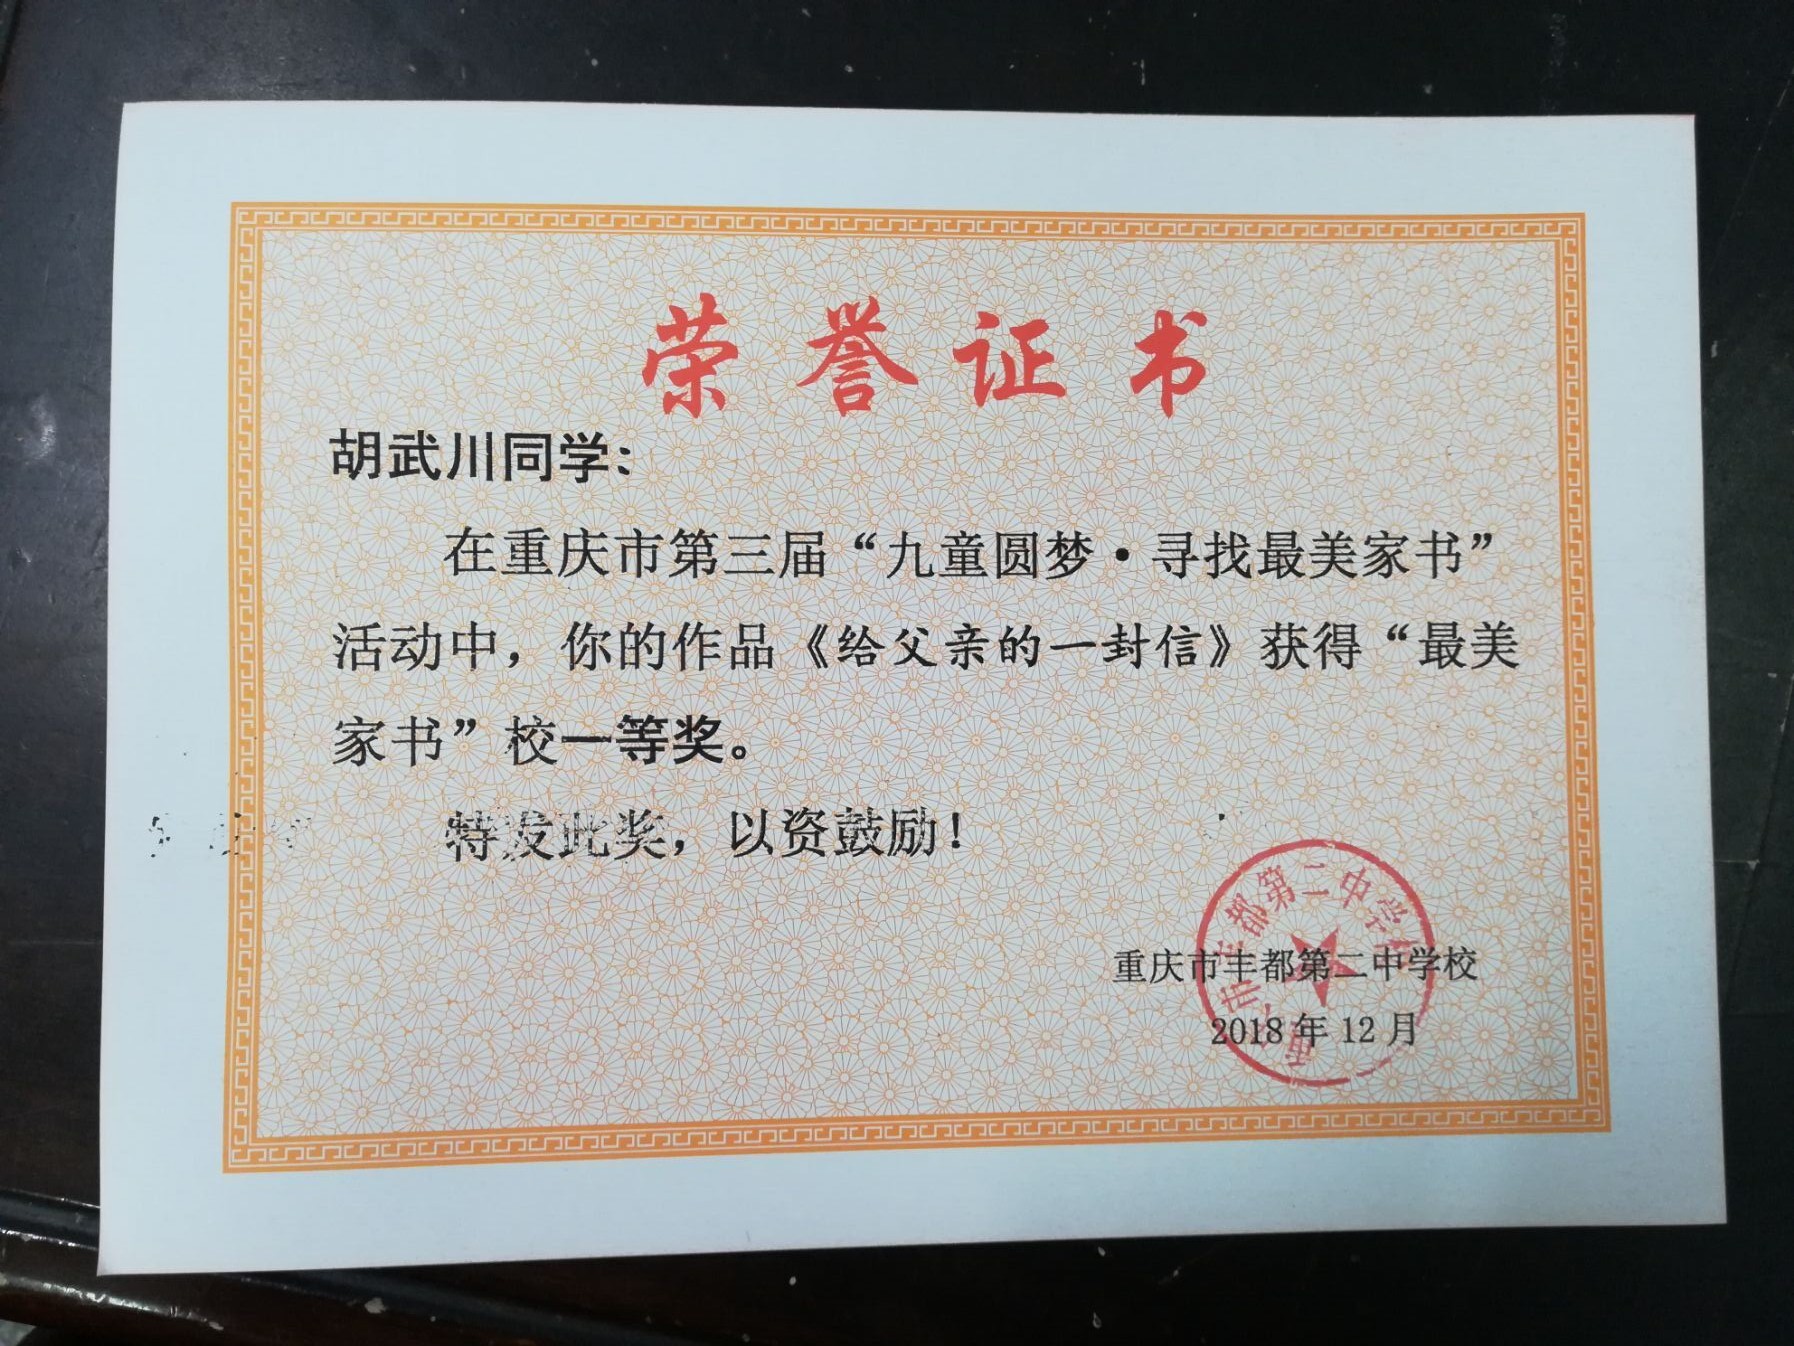 荣誉证书
胡武川同学：
在重庆市第三届“九童圆梦·寻找最美家书”
活动中，你的作品《给父亲的一封信》获得“最美
家书”校一等奖。
特发此奖，以资鼓励！
重庆市丰都第二中学校
2018年12月
重庆市丰都第二中学校